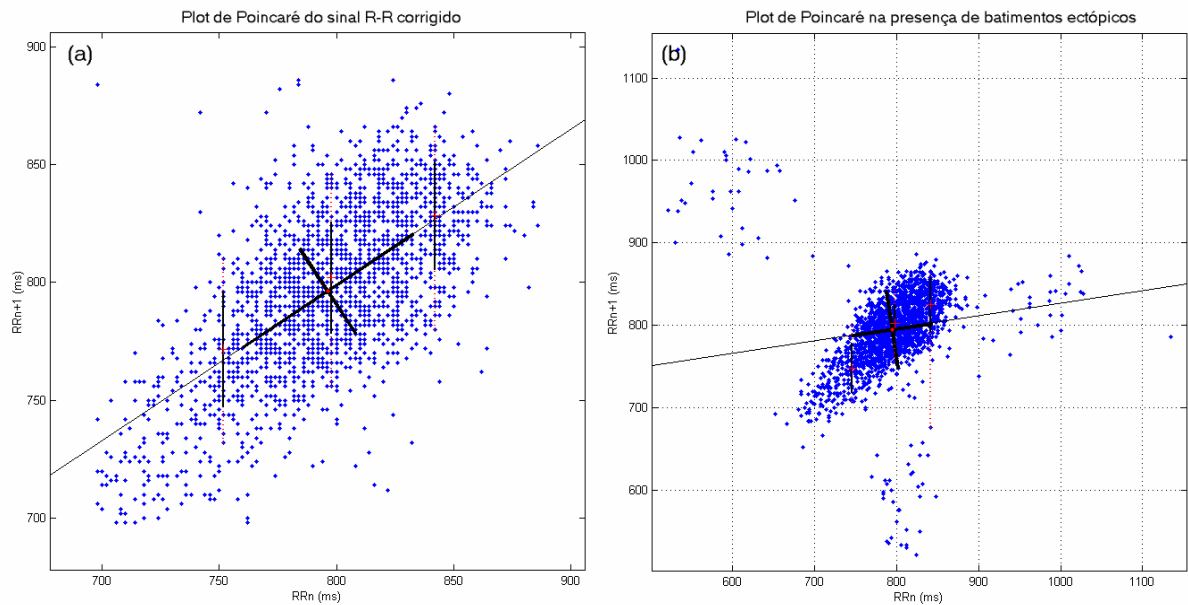 Plot de Poincaré do sinal R-R corrigido
(a)
900
850
800
750
700
RRn+1 (ms)
700
750
800
850
900
RRn (ms)
Plot de Poincaré na presença de batimentos ectópicos
(b)
1100
1000
900
800
700
600
RRn+1 (ms)
600
700
800
900
1000
1100
RRn (ms)